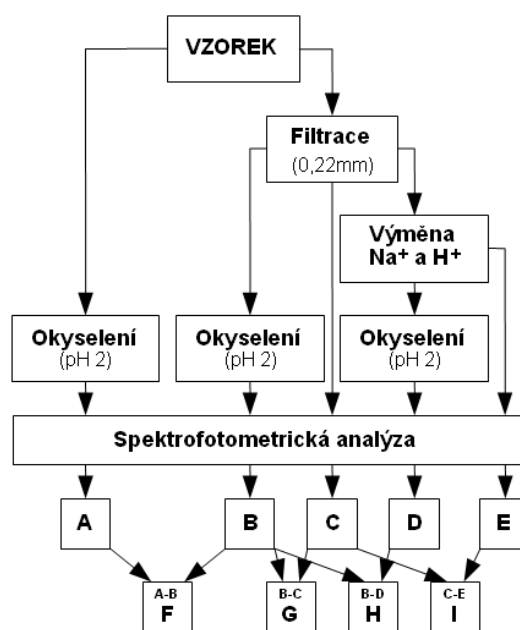 VZOREK
Filtrace
(0,22mm)
Výměna
Na⁺ a H⁺
Okyselení
(pH 2)
Okyselení
(pH 2)
Okyselení
(pH 2)
Spektrofotometrická analýza
A
B
C
D
E
A-B
F
B-C
G
B-D
H
C-E
I